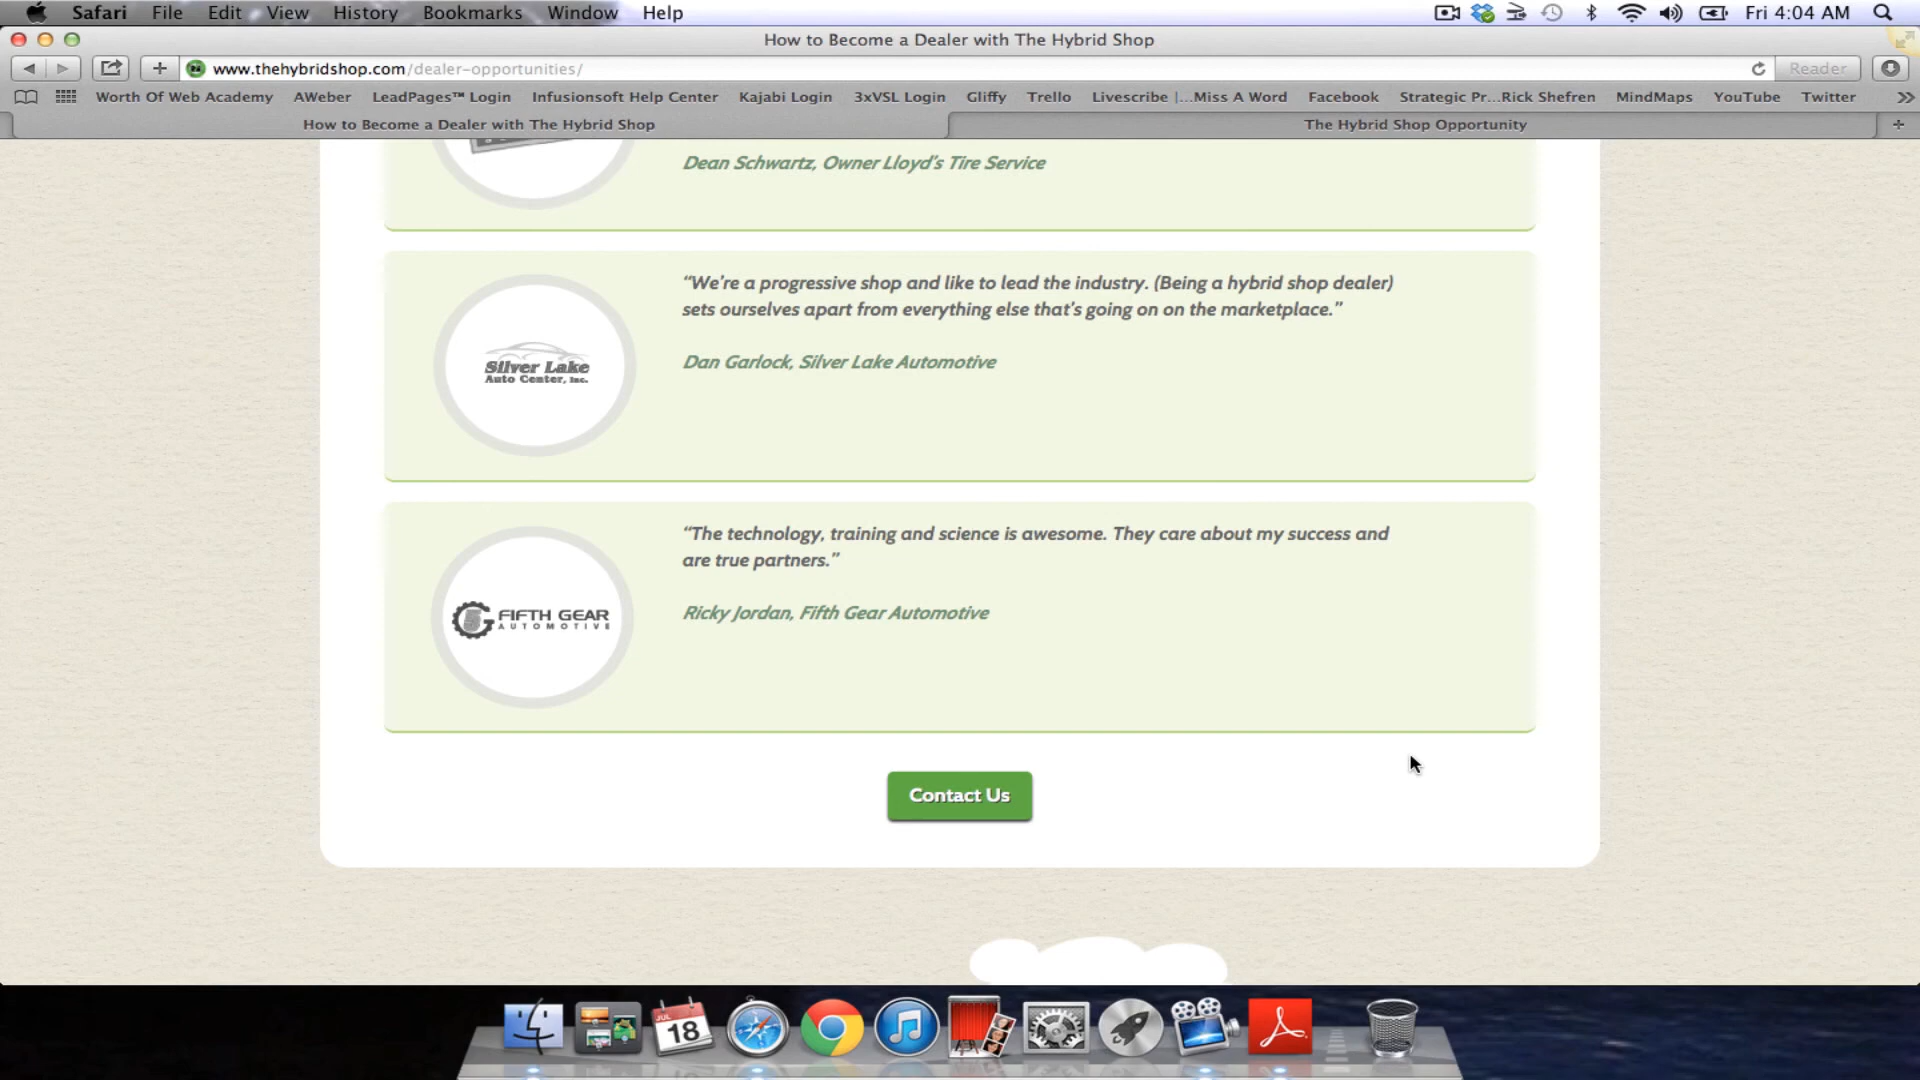 Safari File Edit View History Bookmarks Window Help Fri 4:04 AM
How to Become a Dealer with The Hybrid Shop
www.thehybridshop.com/dealer-opportunities/ Reader
Worth Of Web Academy AWeber LeadPages™ Login Infusionsoft Help Center Kajabi Login 3xVSL Login Gliffy Trello Livescribe |...Miss A Word Facebook Strategic Pr...Rick Shefren MindMaps YouTube Twitter
How to Become a Dealer with The Hybrid Shop The Hybrid Shop Opportunity
Dean Schwartz, Owner Lloyd's Tire Service
“We're a progressive shop and like to lead the industry. (Being a hybrid shop dealer)
sets ourselves apart from everything else that's going on on the marketplace.”
Dan Garlock, Silver Lake Automotive
Silver Lake
Auto Center, Inc.
“The technology, training and science is awesome. They care about my success and
are true partners.”
Ricky Jordan, Fifth Gear Automotive
5 FIFTH GEAR
AUTOMOTIVE
Contact Us
JUL
18